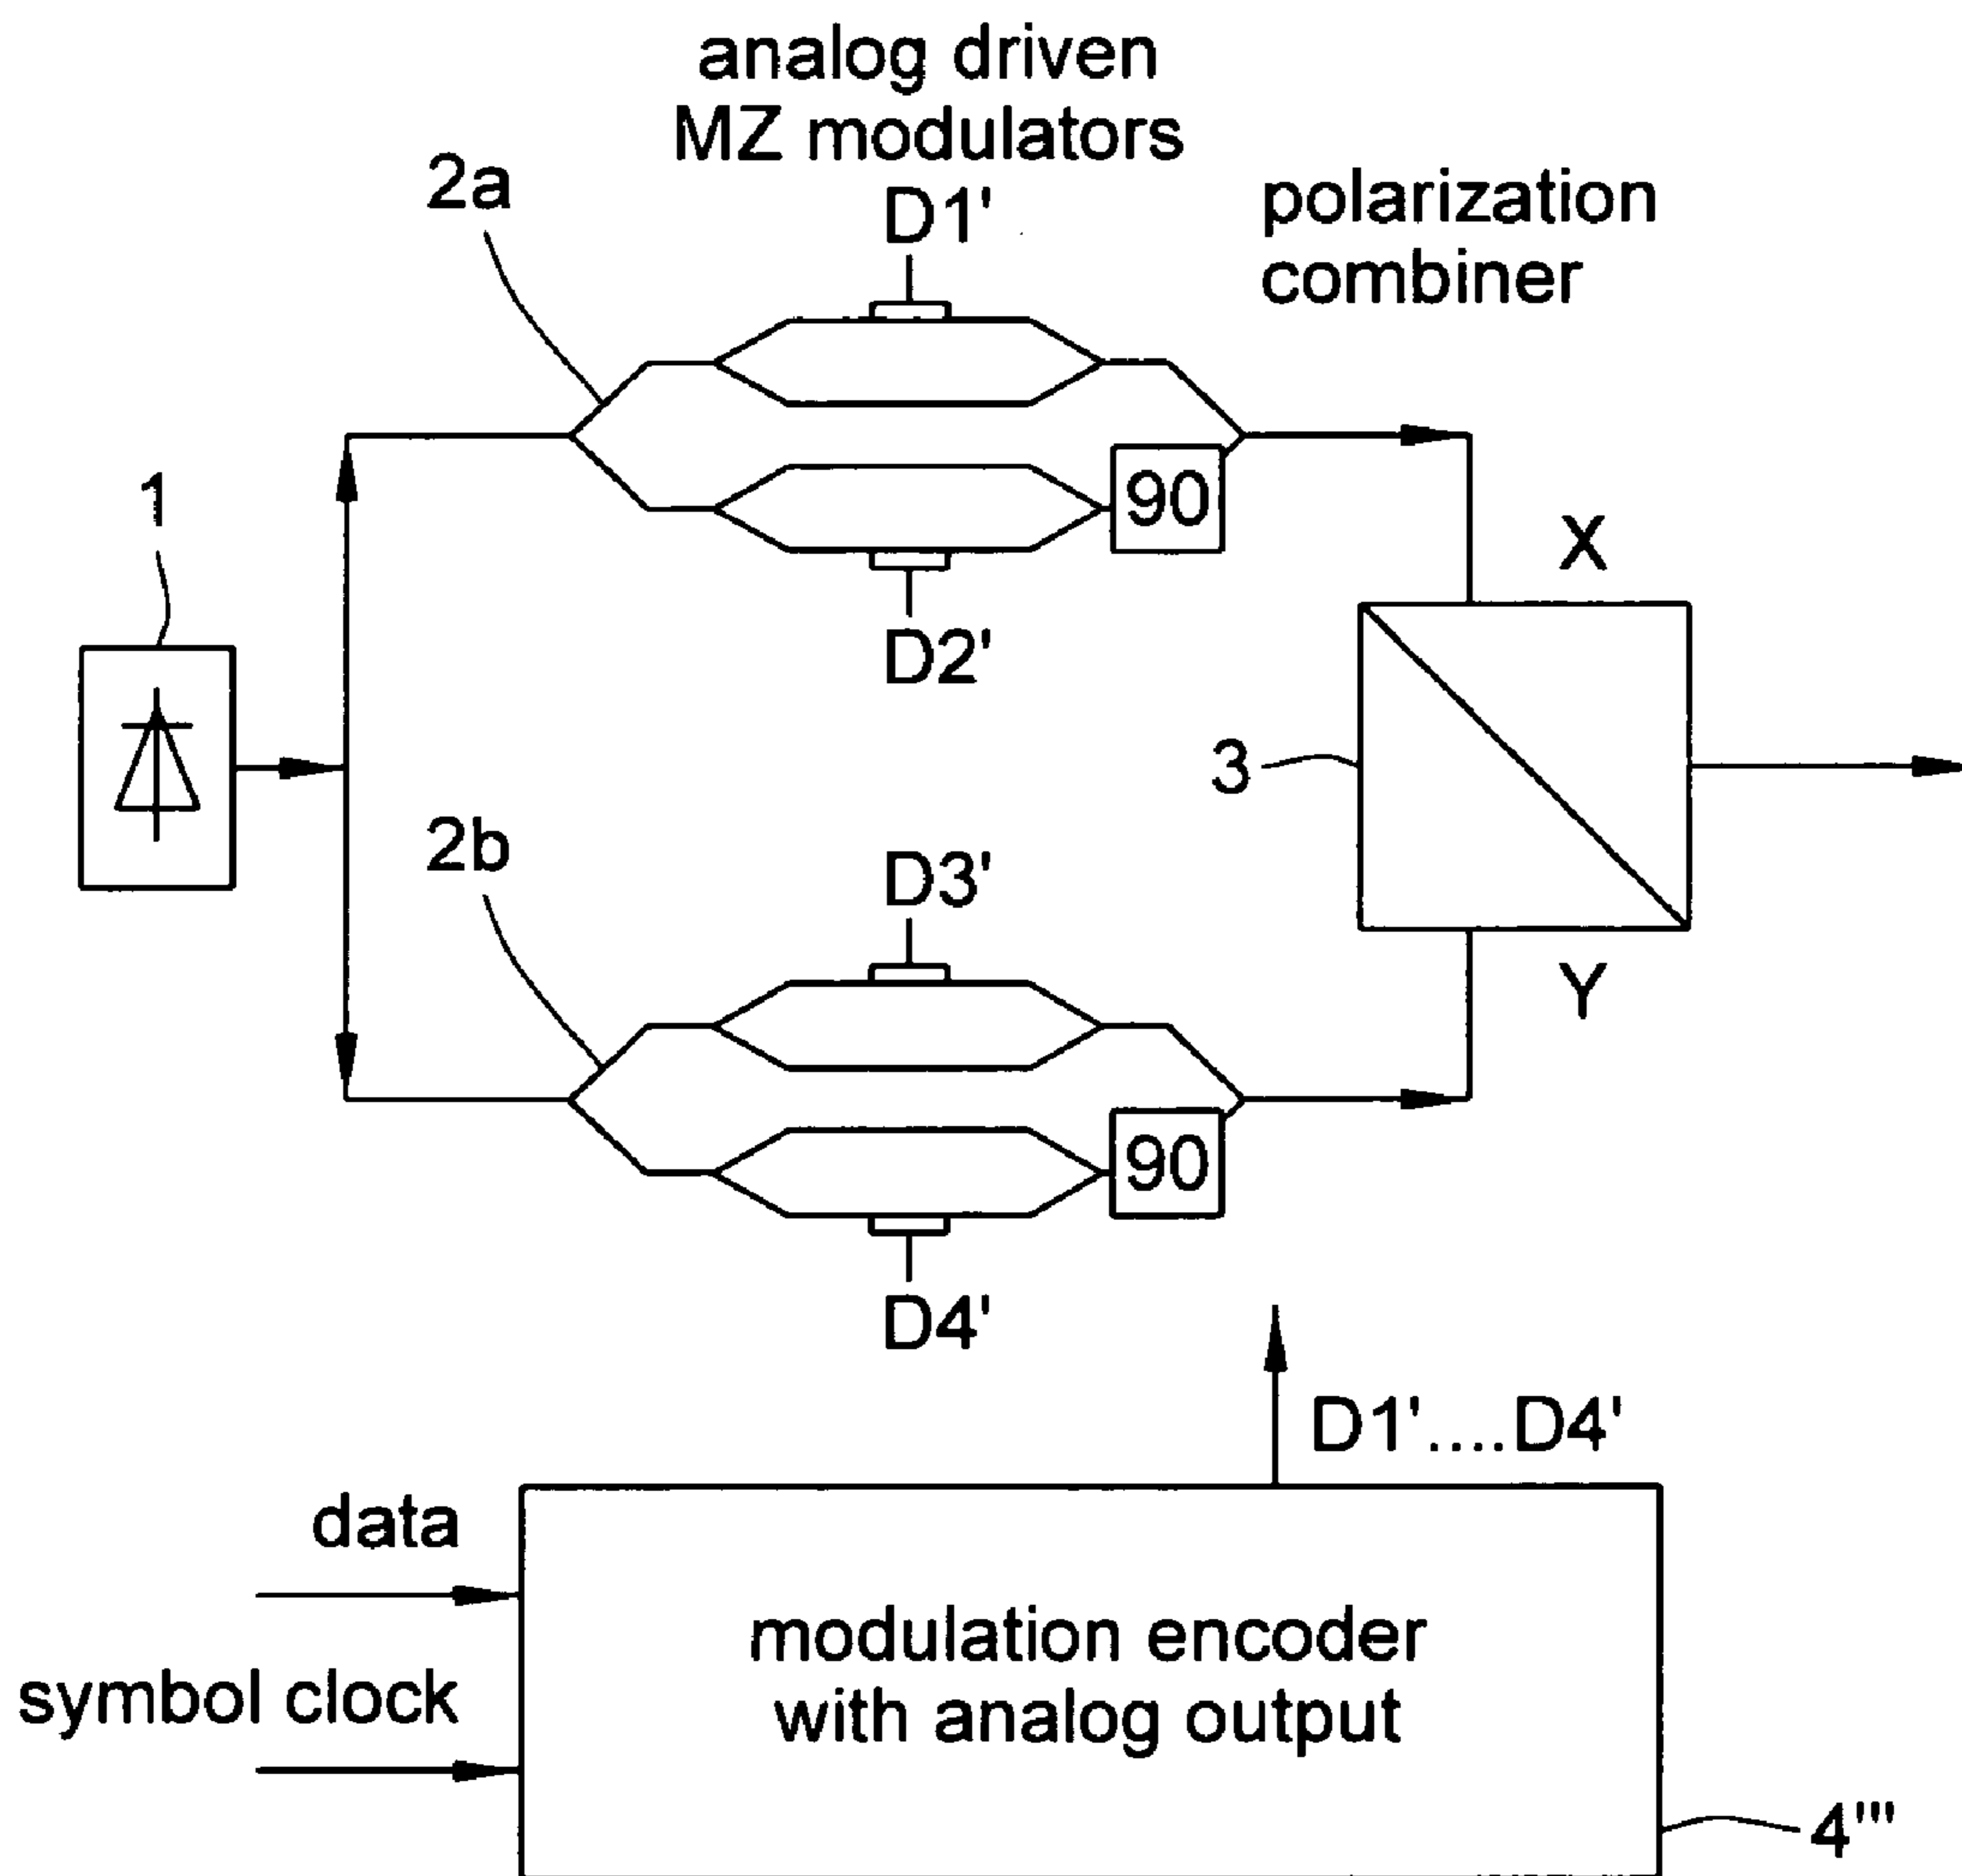 analog driven
MZ modulators
2a
D1'
polarization
combiner
90
1
X
D2'
3
2b
D3'
Y
90
D4'
D1'....D4'
data
modulation encoder
with analog output
symbol clock
4'''